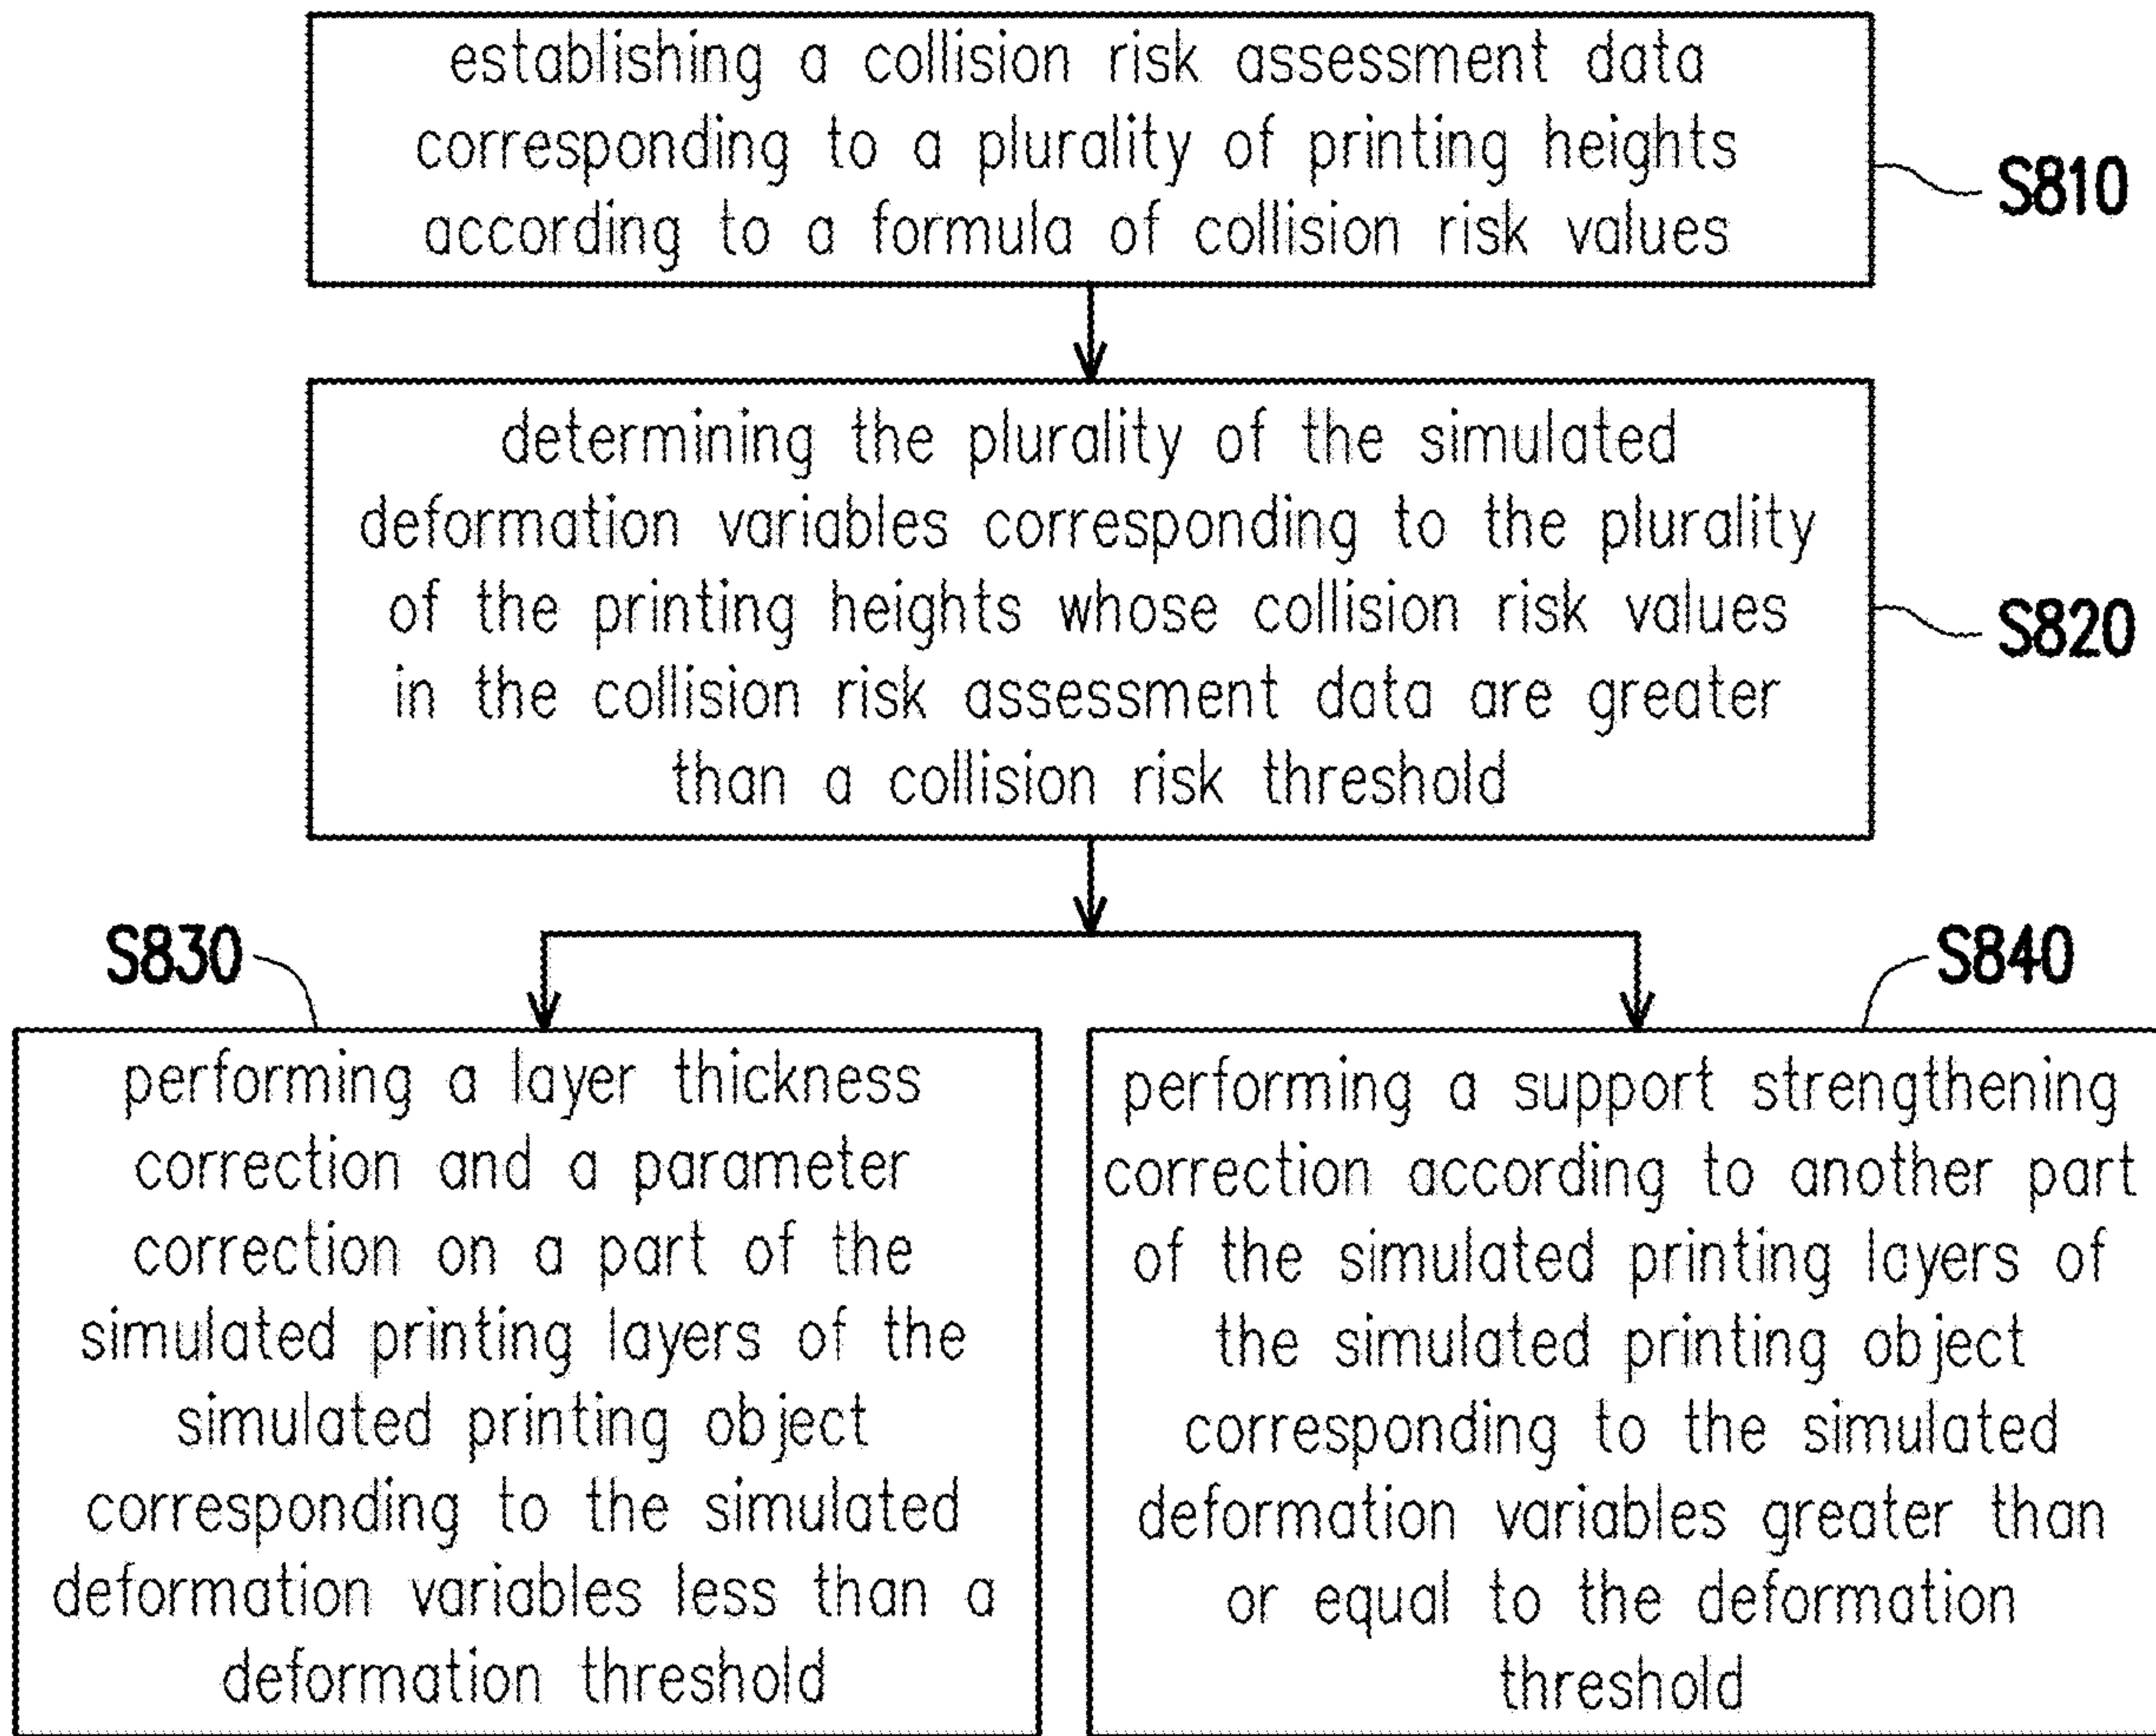 establishing a collision risk assessment data
corresponding to a plurality of printing heights
according to a formula of collision risk values
S810
determining the plurality of the simulated
deformation variables corresponding to the plurality
of the printing heights whose collision risk values
in the collision risk assessment data are greater
than a collision risk threshold
S820
S830
performing a layer thickness
correction and a parameter
correction on a part of the
simulated printing layers of the
simulated printing object
corresponding to the simulated
deformation variables less than a
deformation threshold
S840
performing a support strengthening
correction according to another part
of the simulated printing layers of
the simulated printing object
corresponding to the simulated
deformation variables greater than
or equal to the deformation
threshold